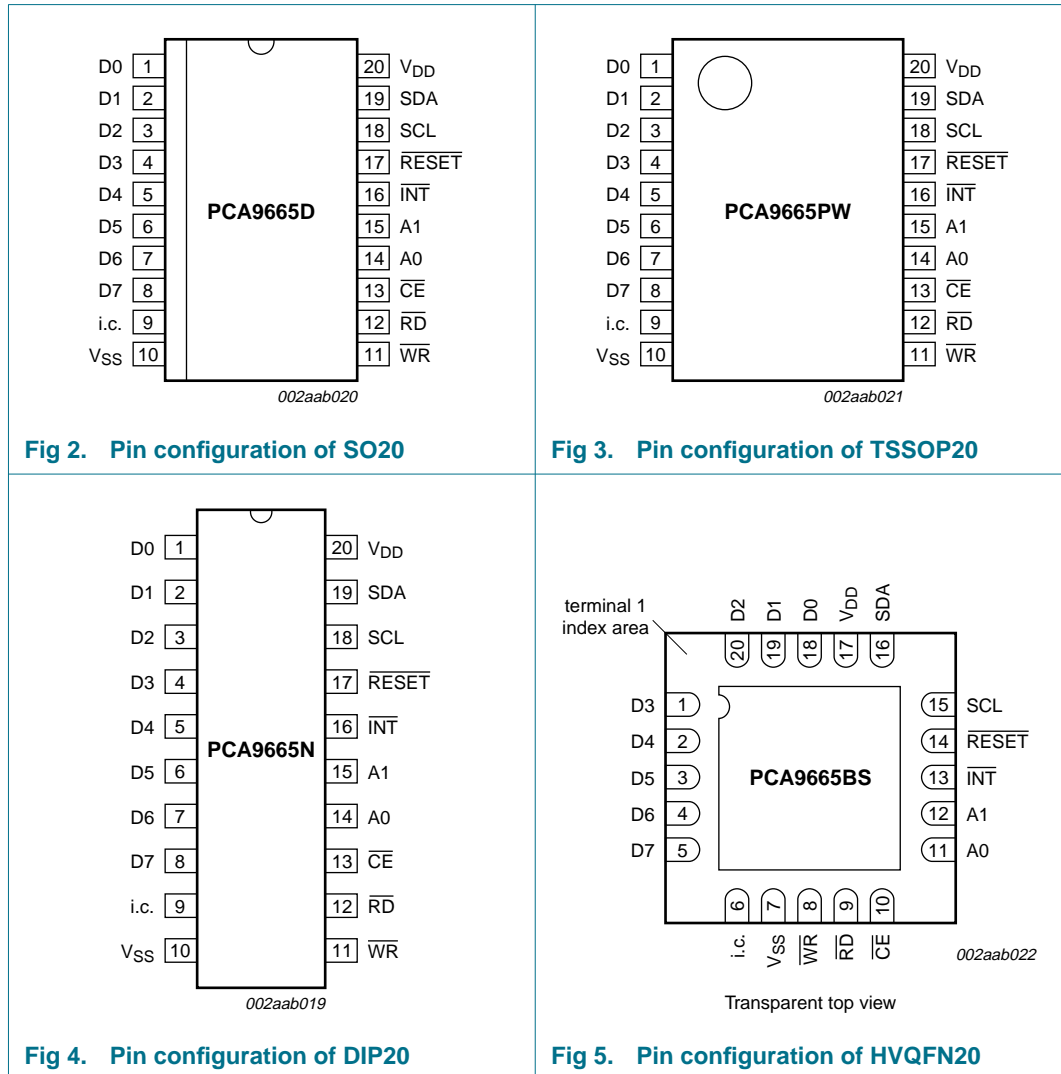 D0 1 20 VDD
D1 2 19 SDA
D2 3 18 SCL
D3 4 17 RESET
D4 5 16 INT
PCA9665D
D5 6 15 A1
D6 7 14 A0
D7 8 13 CE
i.c. 9 12 RD
VSS 10 11 WR
002aab020
Fig 2. Pin configuration of SO20
D0 1 20 VDD
D1 2 19 SDA
D2 3 18 SCL
D3 4 17 RESET
D4 5 16 INT
PCA9665PW
D5 6 15 A1
D6 7 14 A0
D7 8 13 CE
i.c. 9 12 RD
VSS 10 11 WR
002aab021
Fig 3. Pin configuration of TSSOP20
D0 1 20 VDD
D1 2 19 SDA
D2 3 18 SCL
D3 4 17 RESET
D4 5 16 INT
PCA9665N
D5 6 15 A1
D6 7 14 A0
D7 8 13 CE
i.c. 9 12 RD
VSS 10 11 WR
002aab019
Fig 4. Pin configuration of DIP20
terminal 1
index area
D2 D1 D0 VDD SDA
20 19 18 17 16
D3 1 15 SCL
D4 2 14 RESET
D5 3 PCA9665BS 13 INT
D6 4 12 A1
D7 5 11 A0
6 7 8 9 10
i.c. VSS WR RD CE
002aab022
Transparent top view
Fig 5. Pin configuration of HVQFN20